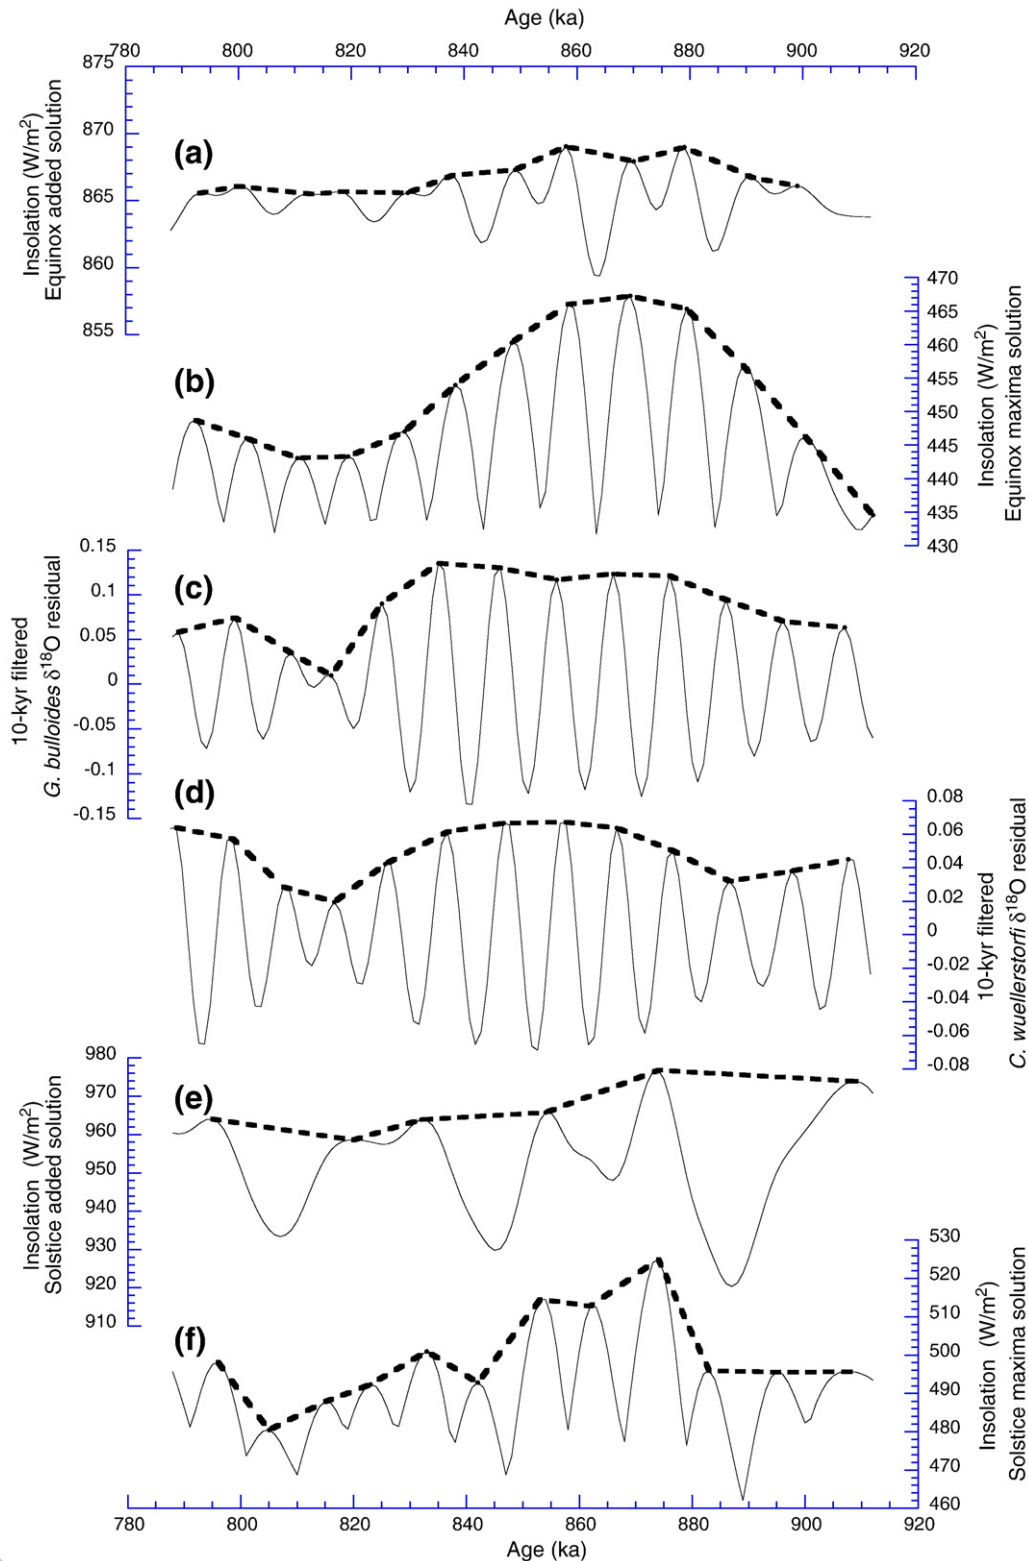 Age (ka)
780 800 820 840 860 880 900 920
875
870
865
860
855
Insolation (W/m²)
Equinox added solution
(a)
470
465
460
455
450
445
440
435
430
Insolation (W/m²)
Equinox maxima solution
(b)
0.15
0.1
0.05
0
-0.05
-0.1
-0.15
10-kyr filtered
G. bulloides δ¹⁸O residual
(c)
(d)
0.08
0.06
0.04
0.02
0
-0.02
-0.04
-0.06
-0.08
10-kyr filtered
C. wuellerstorfi δ¹⁸O residual
980
970
960
950
940
930
920
910
Insolation (W/m²)
Solstice added solution
(e)
530
520
510
500
490
480
470
460
Insolation (W/m²)
Solstice maxima solution
(f)
780 800 820 840 860 880 900 920
Age (ka)